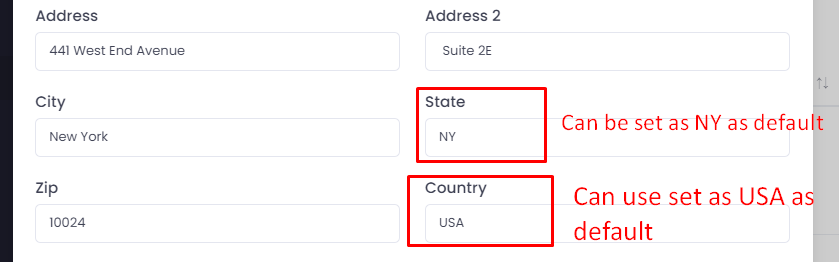 Address
Address 2
441 West End Avenue
Suite 2E
City
State
New York
NY
Can be set as NY as default
Zip
Country
10024
USA
Can use set as USA as
default